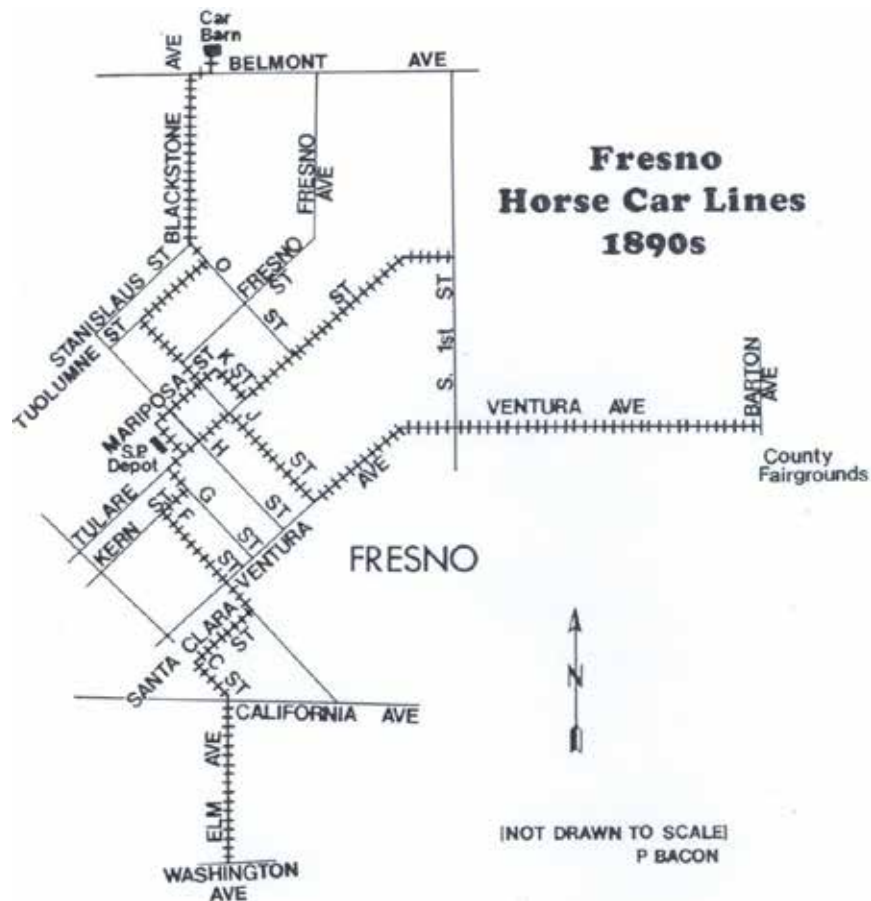 Car
Barn
BELMONT AVE
BLACKSTONE AVE
FRESNO
AVE
Fresno
Horse Car Lines
1890s
STANISLAUS ST
TUOLUMNE ST
O ST
FRESNO ST
ST
S. 1st ST
MARIPOSA ST
K ST
J ST
H ST
S.P.
Depot
TULARE
KERN ST
G ST
F ST
VENTURA AVE
VENTURA AVE
BARTON
AVE
County
Fairgrounds
FRESNO
SANTA CLARA ST
C ST
CALIFORNIA AVE
N
ELM AVE
WASHINGTON
AVE
[NOT DRAWN TO SCALE]
P BACON